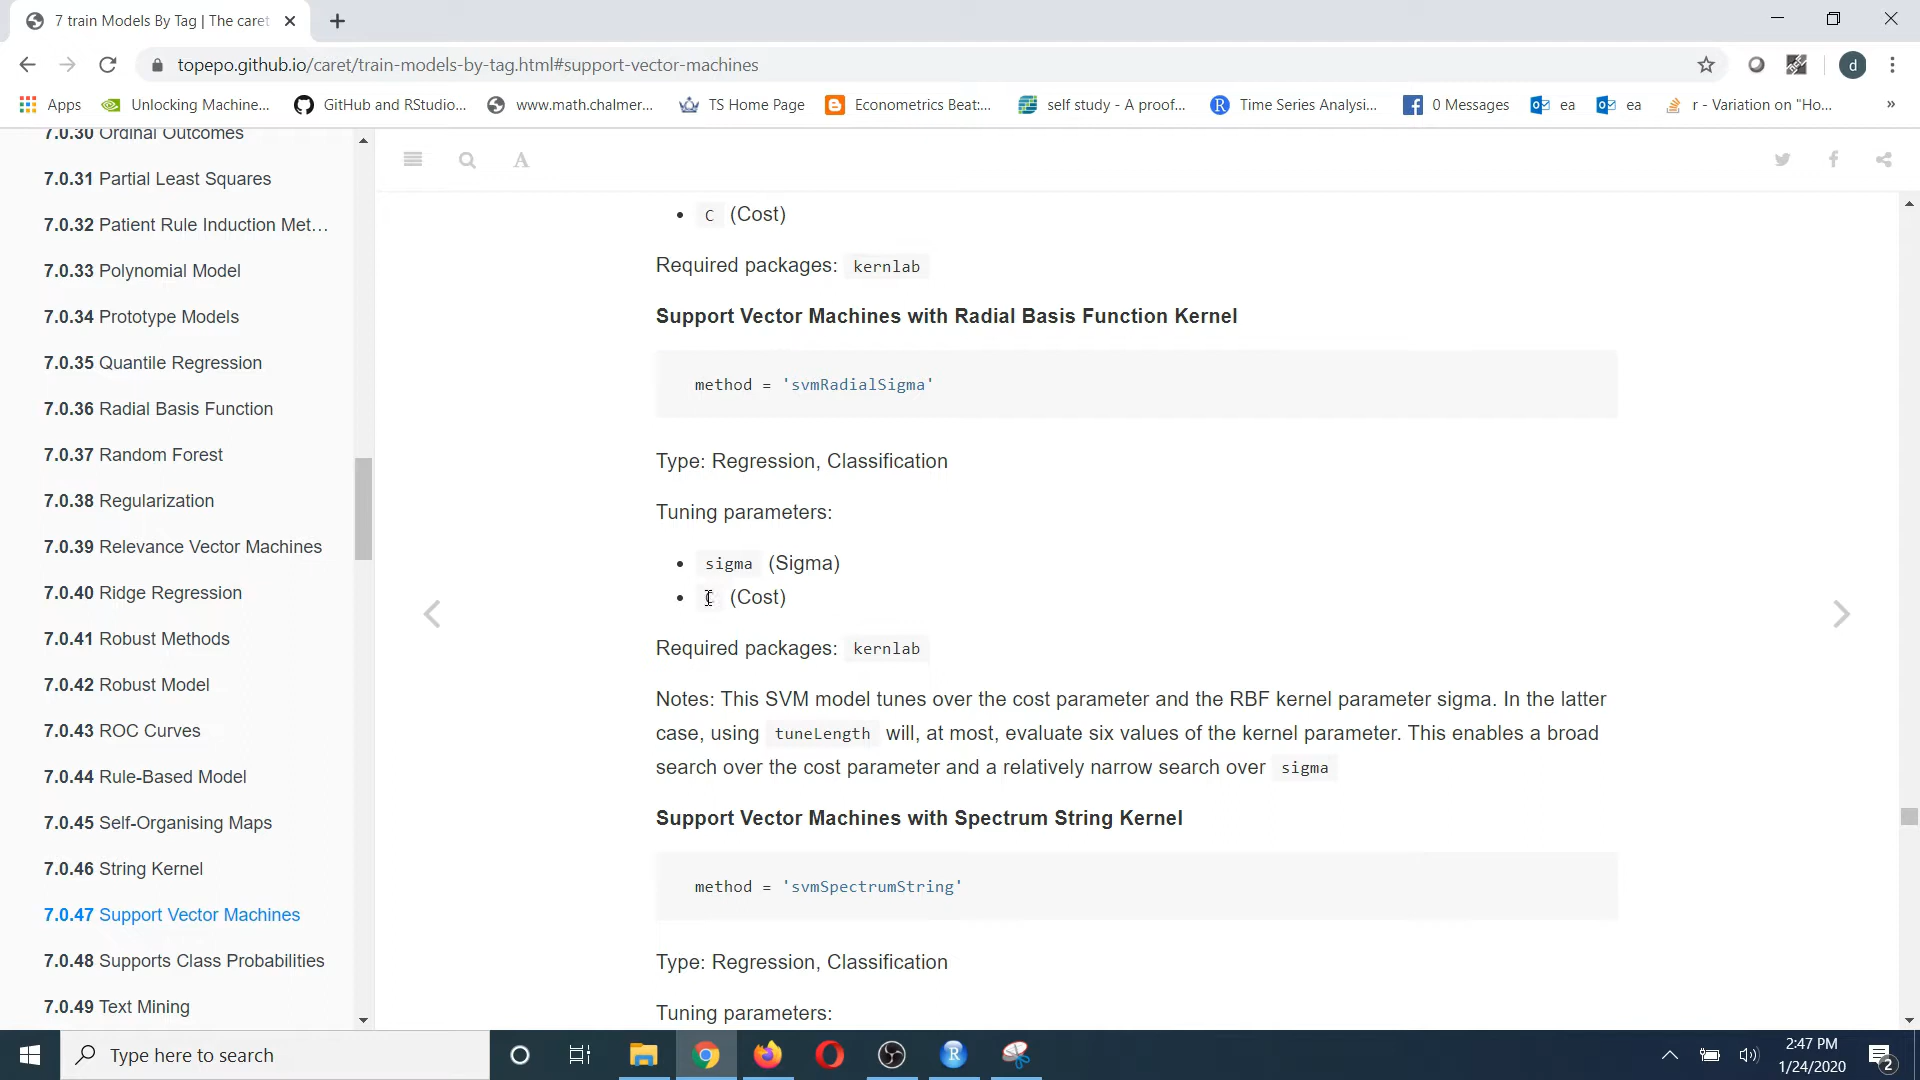 7 train Models By Tag | The caret
topepo.github.io/caret/train-models-by-tag.html#support-vector-machines
d
Apps Unlocking Machine... GitHub and RStudio... www.math.chalmer... TS Home Page Econometrics Beat:... self study - A proof... Time Series Analysi... 0 Messages ea ea r - Variation on "Ho... »
7.0.30 Ordinal Outcomes
7.0.31 Partial Least Squares
7.0.32 Patient Rule Induction Met...
7.0.33 Polynomial Model
7.0.34 Prototype Models
7.0.35 Quantile Regression
7.0.36 Radial Basis Function
7.0.37 Random Forest
7.0.38 Regularization
7.0.39 Relevance Vector Machines
7.0.40 Ridge Regression
7.0.41 Robust Methods
7.0.42 Robust Model
7.0.43 ROC Curves
7.0.44 Rule-Based Model
7.0.45 Self-Organising Maps
7.0.46 String Kernel
7.0.47 Support Vector Machines
7.0.48 Supports Class Probabilities
7.0.49 Text Mining
A
• C (Cost)
Required packages: kernlab
Support Vector Machines with Radial Basis Function Kernel
method = 'svmRadialSigma'
Type: Regression, Classification
Tuning parameters:
• sigma (Sigma)
• (Cost)
Required packages: kernlab
Notes: This SVM model tunes over the cost parameter and the RBF kernel parameter sigma. In the latter
case, using tuneLength will, at most, evaluate six values of the kernel parameter. This enables a broad
search over the cost parameter and a relatively narrow search over sigma
Support Vector Machines with Spectrum String Kernel
method = 'svmSpectrumString'
Type: Regression, Classification
Tuning parameters:
Type here to search
2:47 PM
1/24/2020
2